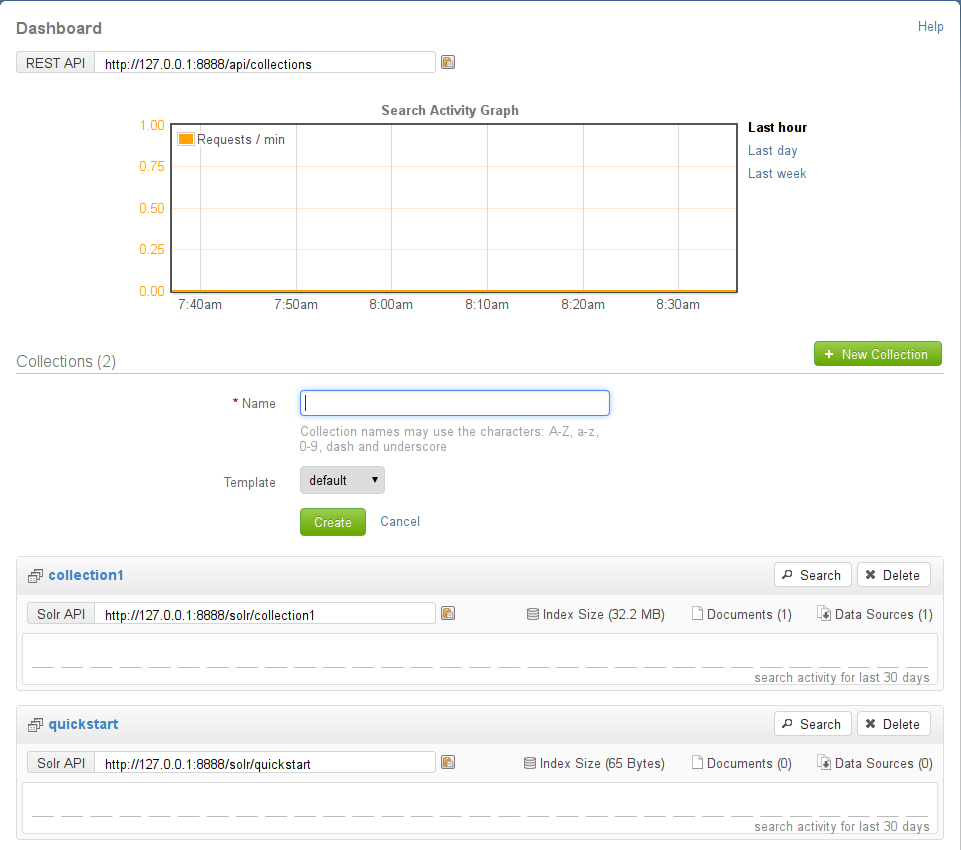 Dashboard
Help
REST API http://127.0.0.1:8888/api/collections
Search Activity Graph
1.00
0.75
0.50
0.25
0.00
Requests / min
7:40am 7:50am 8:00am 8:10am 8:20am 8:30am
Last hour
Last day
Last week
Collections (2)
+ New Collection
* Name
Collection names may use the characters: A-Z, a-z,
0-9, dash and underscore
Template default
Create Cancel
collection1
Search Delete
Solr API http://127.0.0.1:8888/solr/collection1 Index Size (32.2 MB) Documents (1) Data Sources (1)
search activity for last 30 days
quickstart
Search Delete
Solr API http://127.0.0.1:8888/solr/quickstart Index Size (65 Bytes) Documents (0) Data Sources (0)
search activity for last 30 days